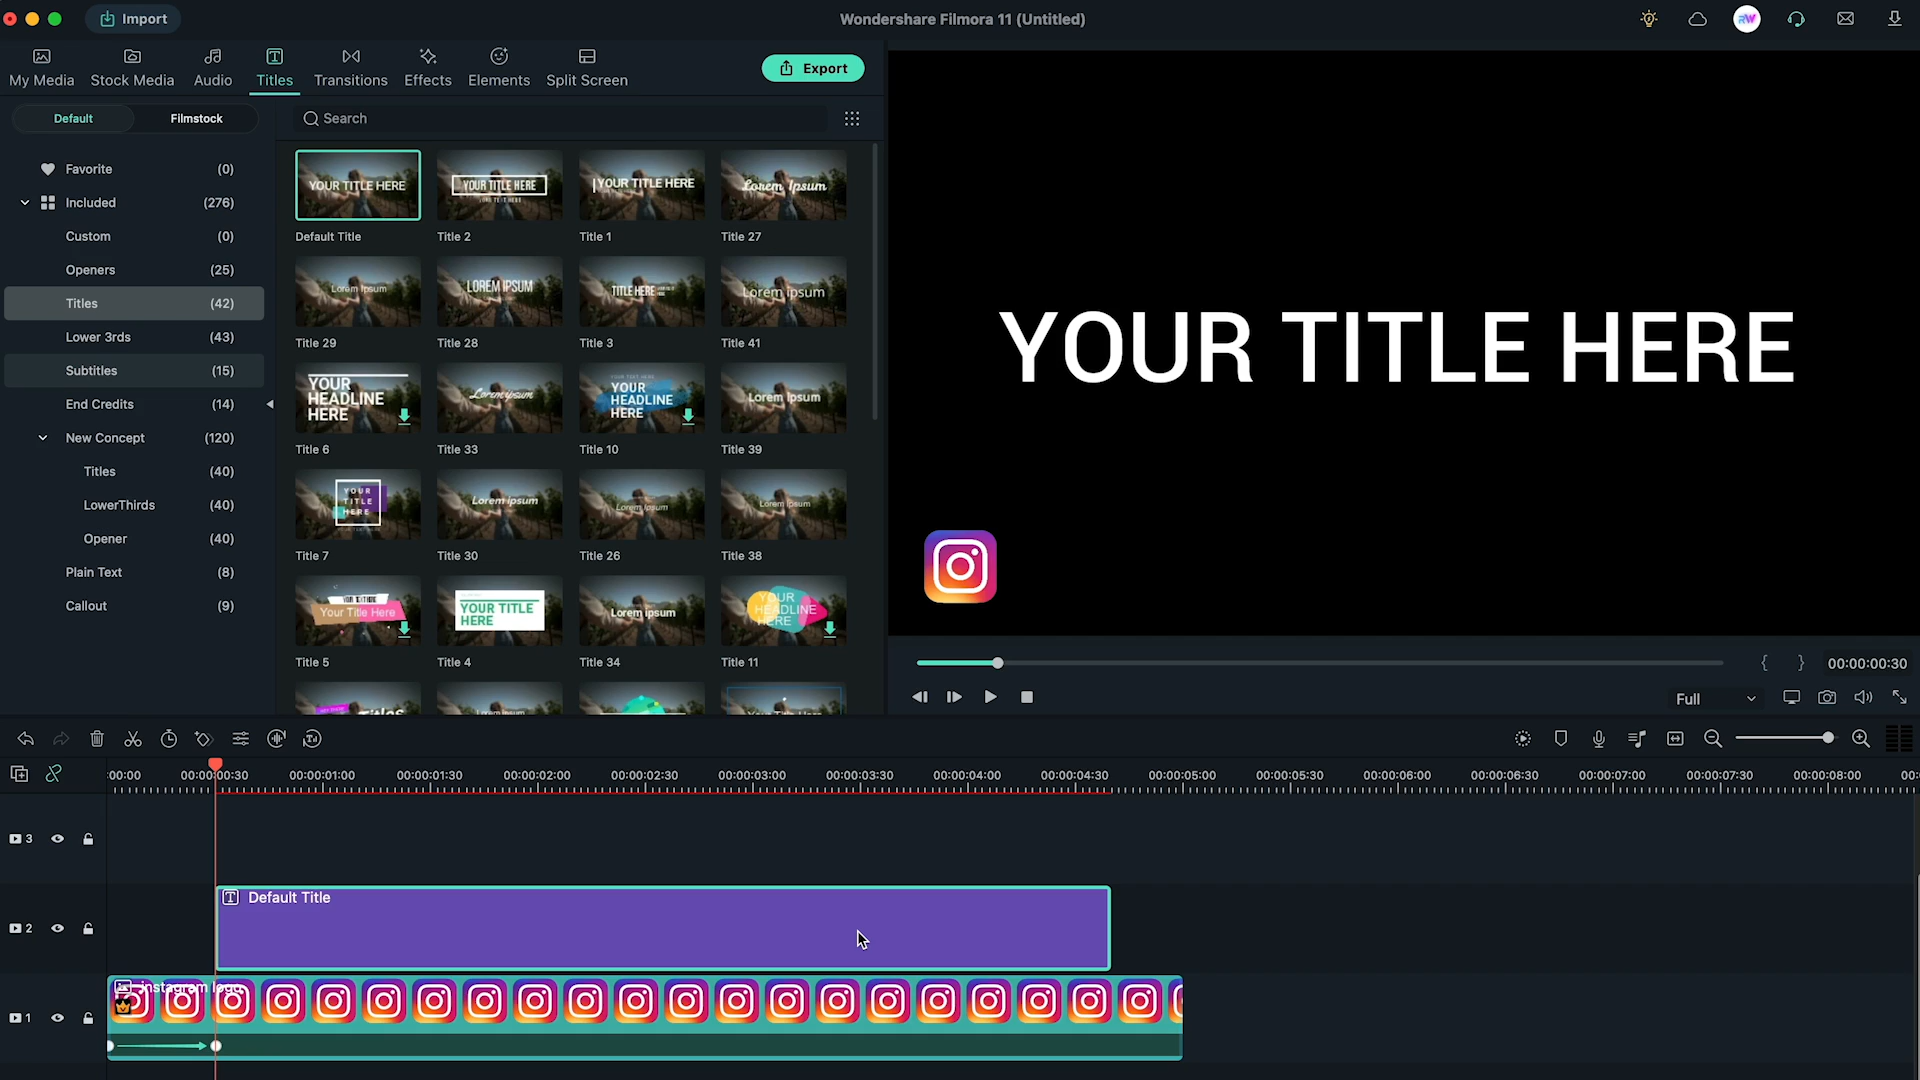 Import
Wondershare Filmora 11 (Untitled)
My Media
Stock Media
Audio
Titles
Transitions
Effects
Elements
Split Screen
Export
Default
Filmstock
Search
Favorite (0)
Included (276)
Custom (0)
Openers (25)
Titles (42)
Lower 3rds (43)
Subtitles (15)
End Credits (14)
New Concept (120)
Titles (40)
LowerThirds (40)
Opener (40)
Plain Text (8)
Callout (9)
YOUR TITLE HERE
YOUR TITLE HERE
YOUR TITLE HERE
Lorem Ipsum
Default Title
Title 2
Title 1
Title 27
Lorem Ipsum
LOREM IPSUM
TITLE HERE
Lorem ipsum
Title 29
Title 28
Title 3
Title 41
YOUR
HEADLINE
HERE
Lorem ipsum
YOUR
HEADLINE
HERE
Lorem Ipsum
Title 6
Title 33
Title 10
Title 39
YOUR
TITLE
HERE
Lorem ipsum
Lorem ipsum
Lorem ipsum
Title 7
Title 30
Title 26
Title 38
Your Title Here
YOUR TITLE
HERE
Lorem ipsum
YOUR
HEADLINE
HERE
Title 5
Title 4
Title 34
Title 11
Titles
YOUR TITLE HERE
00:00:00:30
Full
:00:00
00:00:00:30
00:00:01:00
00:00:01:30
00:00:02:00
00:00:02:30
00:00:03:00
00:00:03:30
00:00:04:00
00:00:04:30
00:00:05:00
00:00:05:30
00:00:06:00
00:00:06:30
00:00:07:00
00:00:07:30
00:00:08:00
00:
3
Default Title
2
instagram logo
1